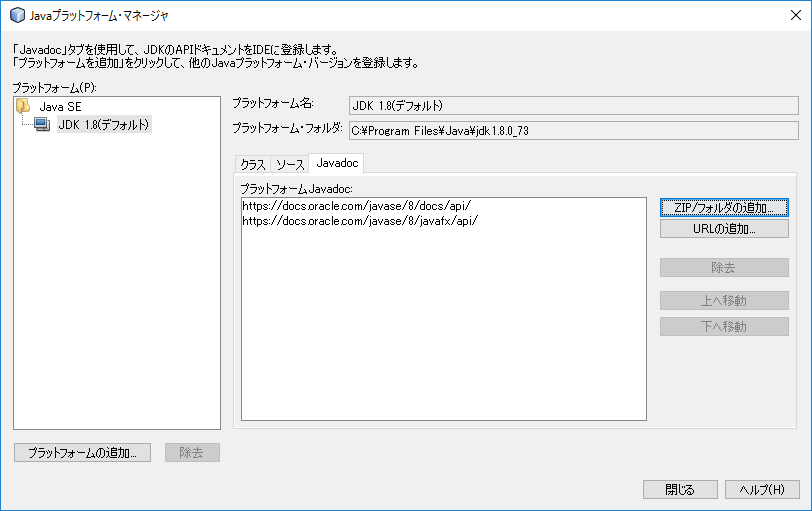 Javaプラットフォーム・マネージャ
「Javadoc」タブを使用して、JDKのAPIドキュメントをIDEに登録します。
「プラットフォームを追加」をクリックして、他のJavaプラットフォーム・バージョンを登録します。
プラットフォーム(P):
Java SE
JDK 1.8(デフォルト)
プラットフォーム名:
JDK 1.8(デフォルト)
プラットフォーム・フォルダ:
C:¥Program Files¥Java¥jdk1.8.0_73
クラス
ソース
Javadoc
プラットフォームJavadoc:
https://docs.oracle.com/javase/8/docs/api/
https://docs.oracle.com/javase/8/javafx/api/
ZIP/フォルダの追加...
URLの追加...
除去
上へ移動
下へ移動
プラットフォームの追加...
除去
閉じる
ヘルプ(H)